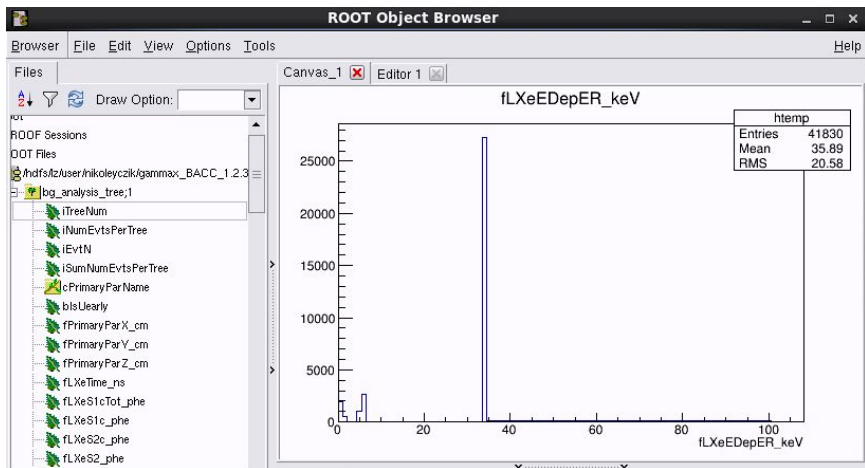 ROOT Object Browser
Browser File Edit View Options Tools Help
Files
Draw Option:
ROOF Sessions
OOT Files
/hdfs/lz/user/nikoleyczik/gammax_BACC_1.2.3
bg_analysis_tree;1
iTreeNum
iNumEvtsPerTree
iEvtN
iSumNumEvtsPerTree
cPrimaryParName
bIsUearly
fPrimaryParX_cm
fPrimaryParY_cm
fPrimaryParZ_cm
fLXeTime_ns
fLXeS1cTot_phe
fLXeS1c_phe
fLXeS2c_phe
fLXeS2_phe
Canvas_1 Editor 1
fLXeEDepER_keV
htemp
Entries 41830
Mean 35.89
RMS 20.58
25000
20000
15000
10000
5000
0
0 20 40 60 80 100
fLXeEDepER_keV